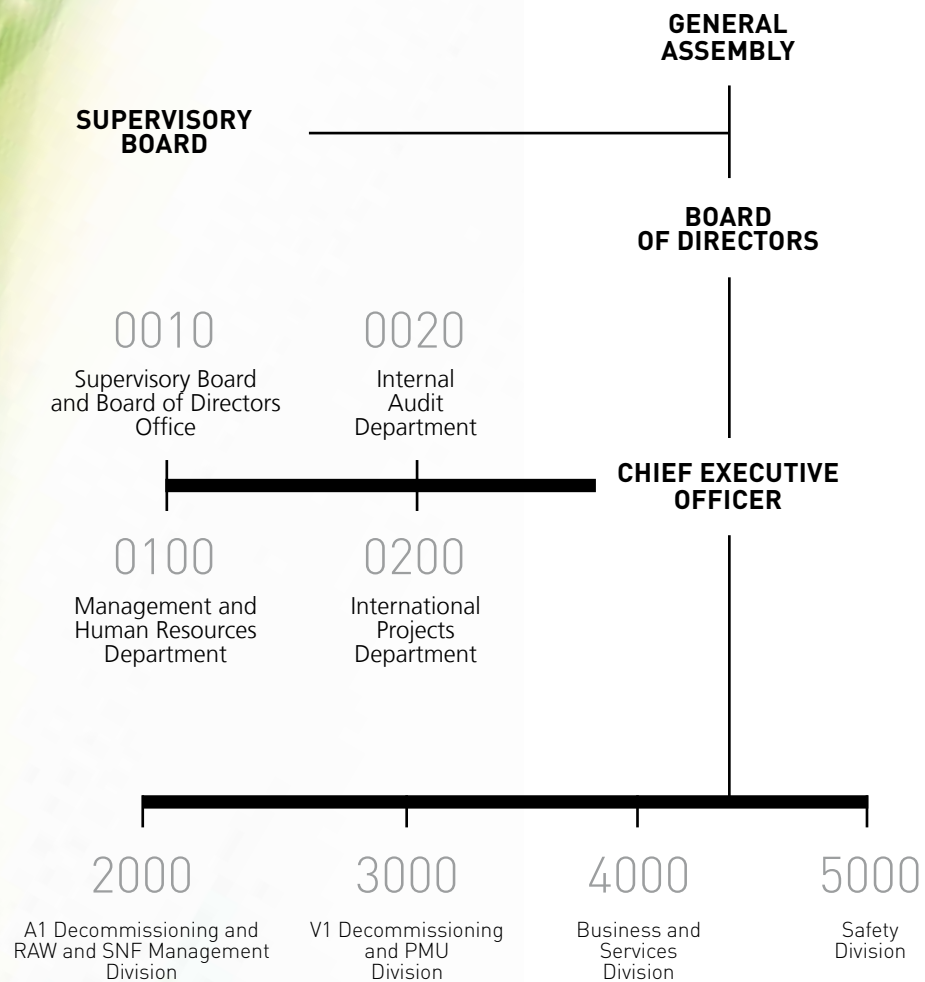 GENERAL
ASSEMBLY
SUPERVISORY
BOARD
BOARD
OF DIRECTORS
0010
Supervisory Board
and Board of Directors
Office
0020
Internal
Audit
Department
CHIEF EXECUTIVE
OFFICER
0100
Management and
Human Resources
Department
0200
International
Projects
Department
2000
A1 Decommissioning and
RAW and SNF Management
Division
3000
V1 Decommissioning
and PMU
Division
4000
Business and
Services
Division
5000
Safety
Division